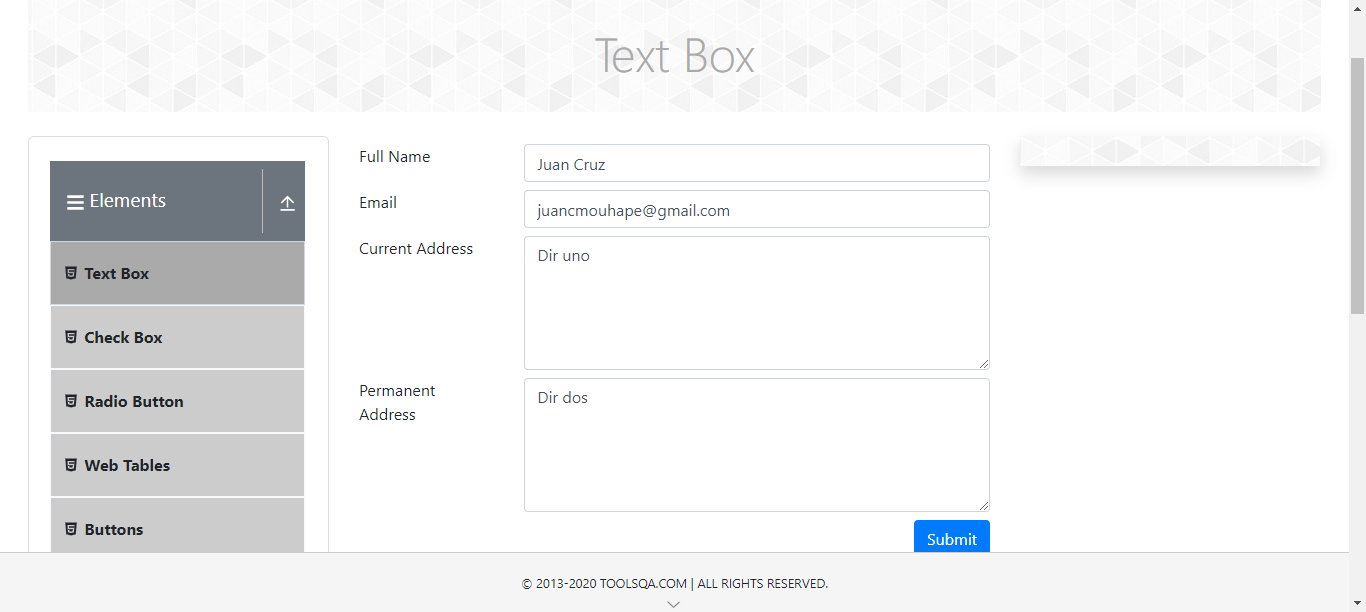 Text Box
Elements
Text Box
Check Box
Radio Button
Web Tables
Buttons
Full Name
Juan Cruz
Email
juancmouhape@gmail.com
Current Address
Dir uno
Permanent
Address
Dir dos
Submit
© 2013-2020 TOOLSQA.COM | ALL RIGHTS RESERVED.